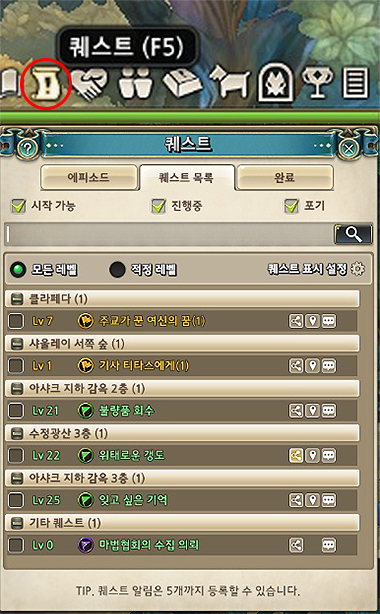 퀘스트 (F5)
퀘스트
에피소드 퀘스트 목록 완료
시작 가능 진행중 포기
모든 레벨 적정 레벨 퀘스트 표시 설정
클라페다 (1)
Lv 7 주교가 꾼 여신의 꿈(1)
샤울레이 서쪽 숲 (1)
Lv 1 기사 티타스에게(1)
아샤크 지하 감옥 2층 (1)
Lv 21 불량품 회수
수정광산 3층 (1)
Lv 22 위태로운 갱도
아샤크 지하 감옥 3층 (1)
Lv 25 잊고 싶은 기억
기타 퀘스트 (1)
Lv 0 마법협회의 수집 의뢰
TIP. 퀘스트 알림은 5개까지 등록할 수 있습니다.